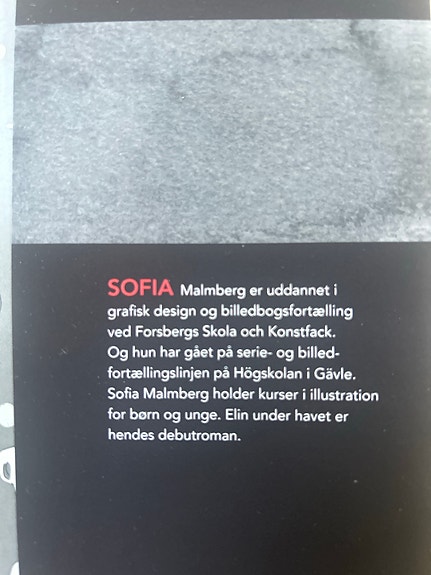 SOFIA Malmberg er uddannet i
grafisk design og billedbogsfortælling
ved Forsbergs Skola och Konstfack.
Og hun har gået på serie- og billed-
fortællingslinjen på Högskolan i Gävle.
Sofia Malmberg holder kurser i illustration
for børn og unge. Elin under havet er
hendes debutroman.